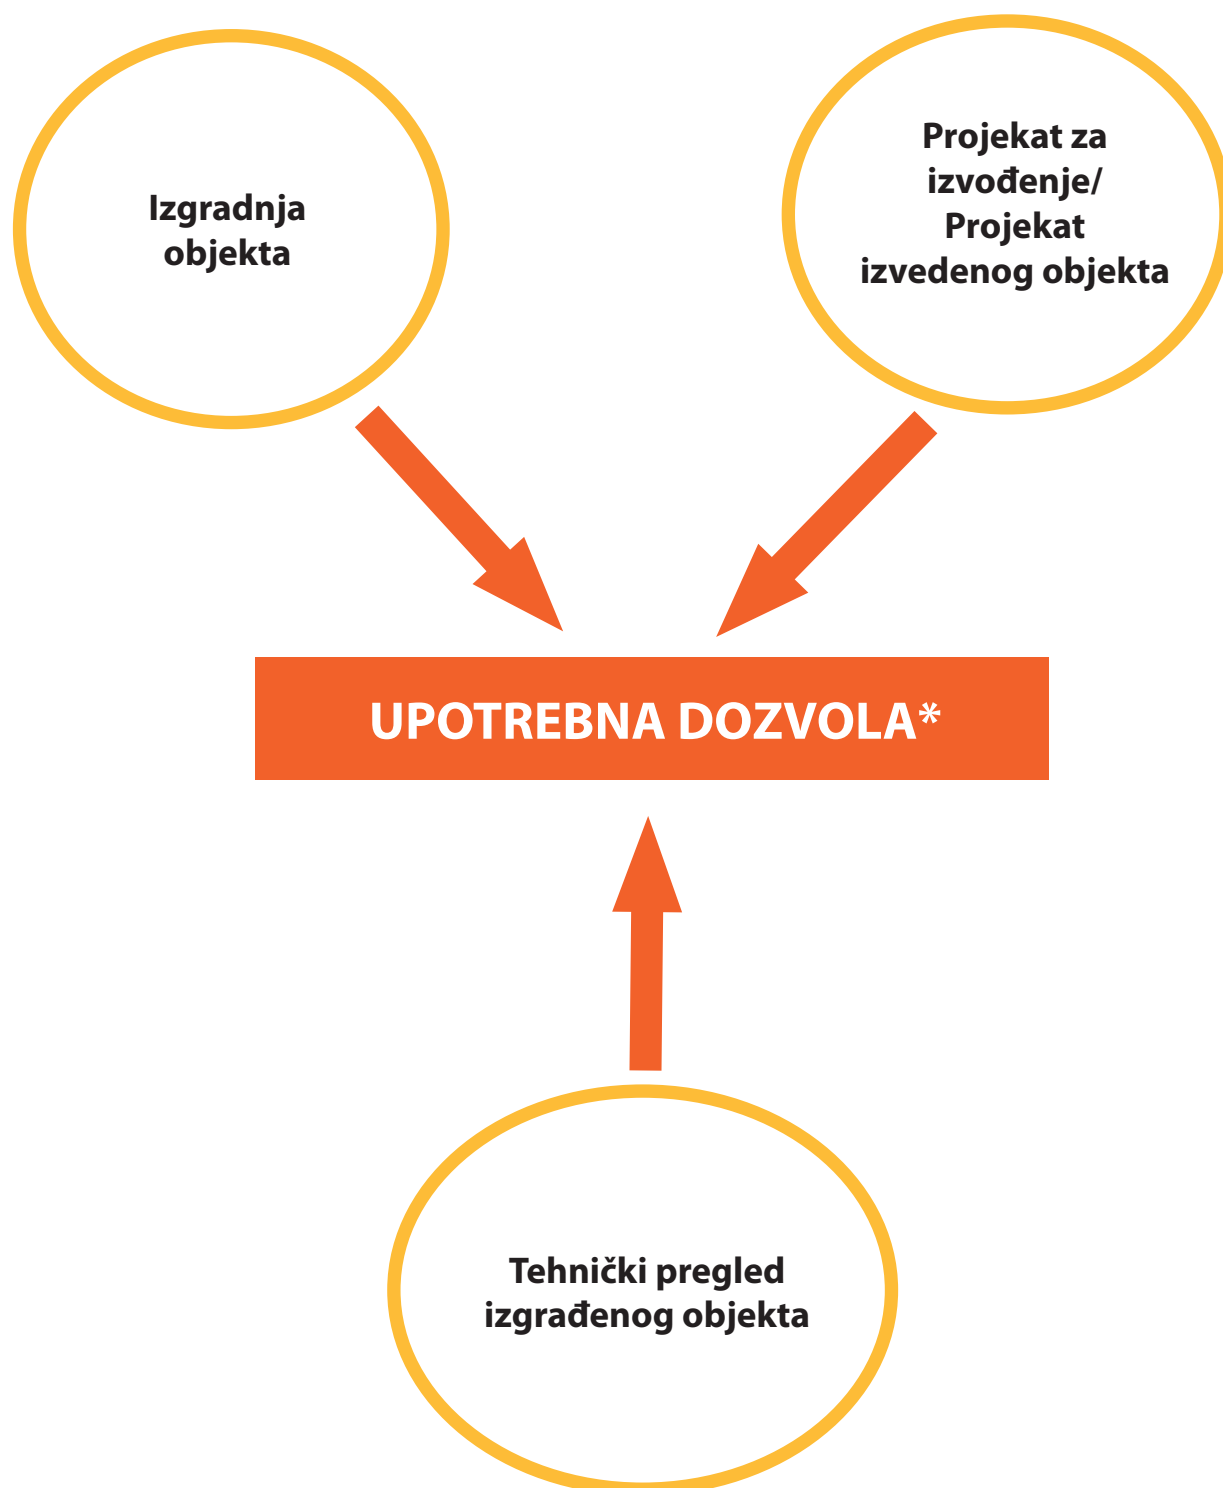 Izgradnja
objekta
Projekat za
izvođenje/
Projekat
izvedenog objekta
UPOTREBNA DOZVOLA*
Tehnički pregled
izgrađenog objekta